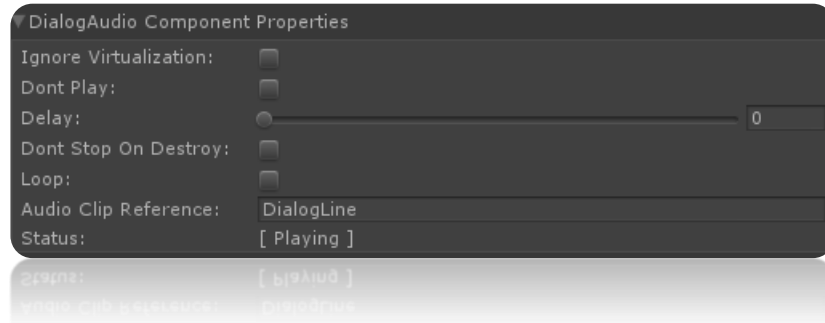 DialogAudio Component Properties
Ignore Virtualization:
Dont Play:
Delay: 0
Dont Stop On Destroy:
Loop:
Audio Clip Reference: DialogLine
Status: [ Playing ]